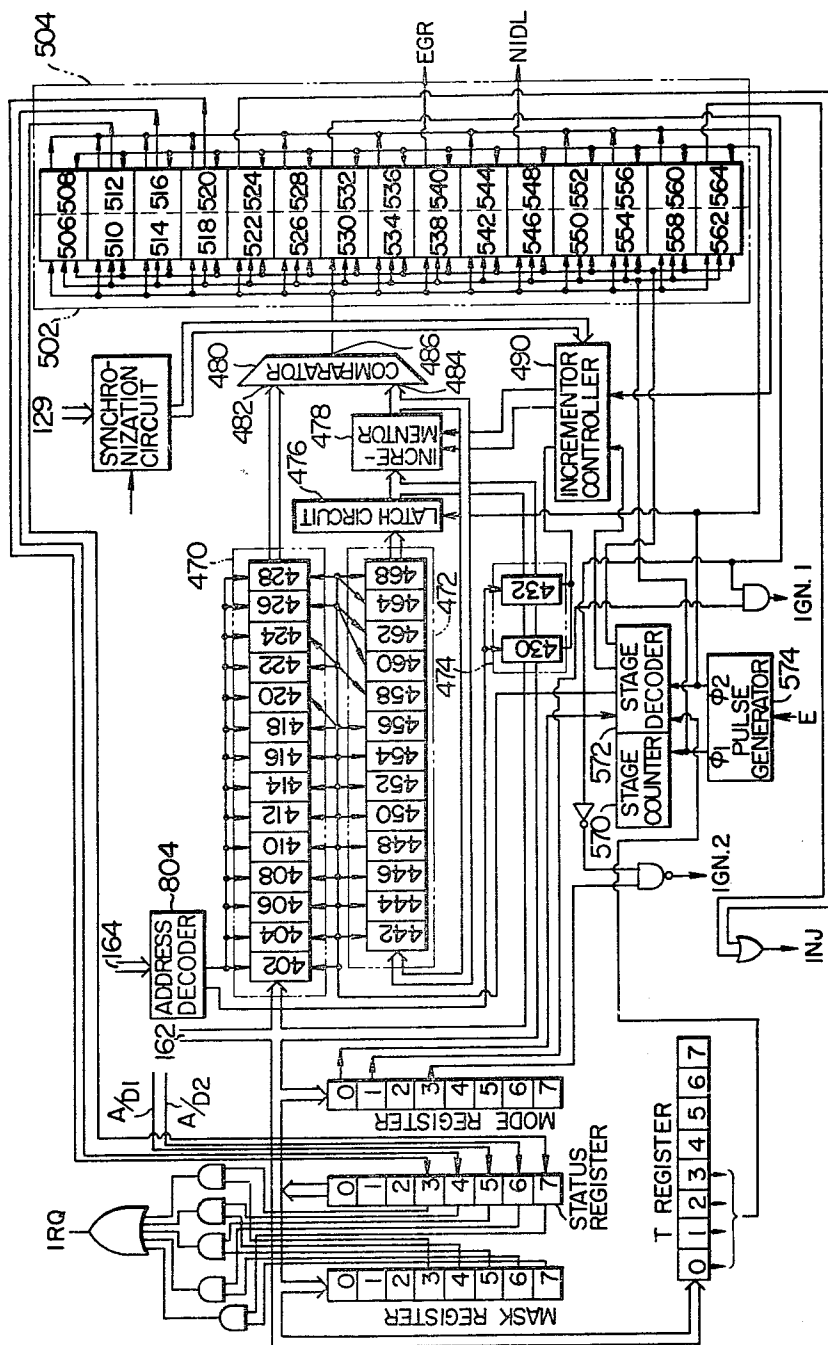 504
506 508
510 512
514 516
518 520
522 524
526 528
530 532
534 536
538 540
542 544
546 548
550 552
554 556
558 560
562 564
EGR
NIDL
502
129
SYNCHRO-
NIZATION
CIRCUIT
480
COMPARATOR
482
486
484
490
INCREMENTOR
CONTROLLER
478
INCRE-
MENTOR
476
LATCH CIRCUIT
470
402 404 406 408 410 412 414 416 418 420 422 424 426 428
472
442 444 446 448 450 452 454 456 458 460 462 464 468
474
430
432
164
804
ADDRESS
DECODER
162
A/D1
A/D2
IRQ
0 1 2 3 4 5 6 7
MODE REGISTER
0 1 2 3 4 5 6 7
STATUS
REGISTER
0 1 2 3 4 5 6 7
MASK REGISTER
T REGISTER
0 1 2 3 4 5 6 7
570
STAGE
COUNTER
572
STAGE
DECODER
Φ1 Φ2
PULSE
GENERATOR
574
E
IGN.1
IGN.2
INJ